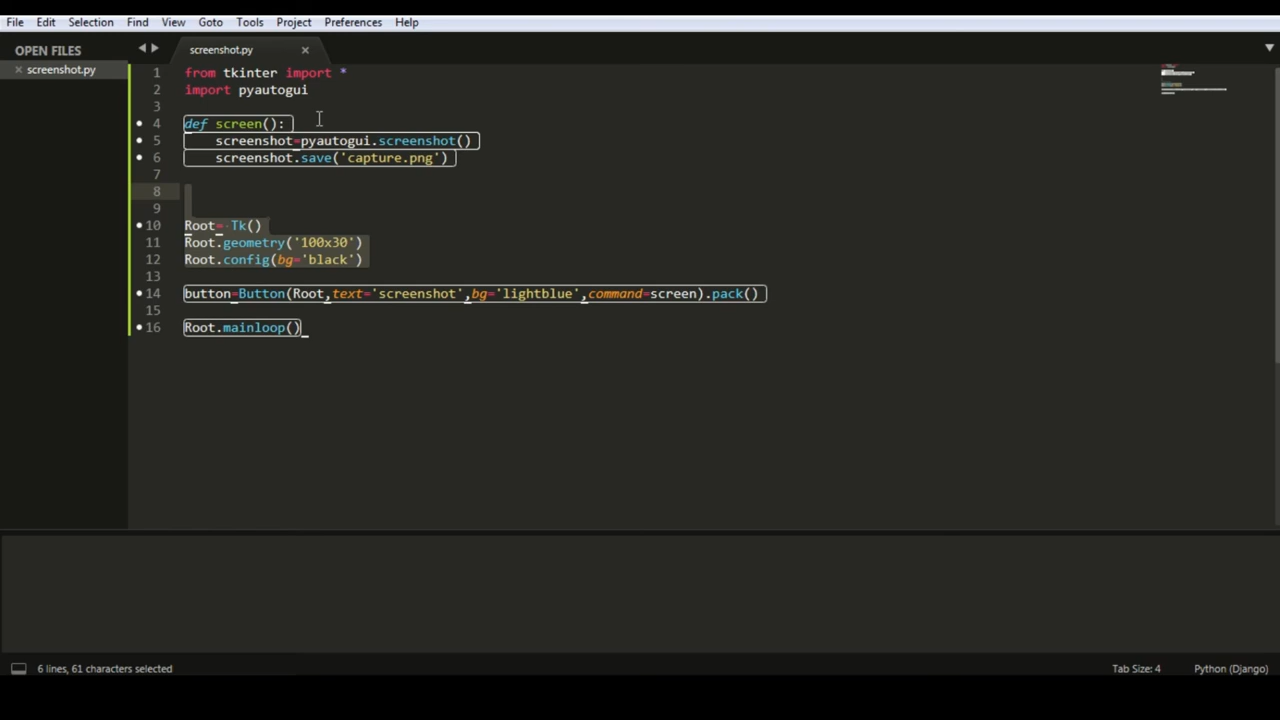 File Edit Selection Find View Goto Tools Project Preferences Help
OPEN FILES
screenshot.py
screenshot.py
1 from tkinter import *
2 import pyautogui
3
4 def screen():
5 screenshot=pyautogui.screenshot()
6 screenshot.save('capture.png')
7
8
9
10 Root= Tk()
11 Root.geometry('100x30')
12 Root.config(bg='black')
13
14 button=Button(Root,text='screenshot',bg='lightblue',command=screen).pack()
15
16 Root.mainloop()
6 lines, 61 characters selected
Tab Size: 4
Python (Django)